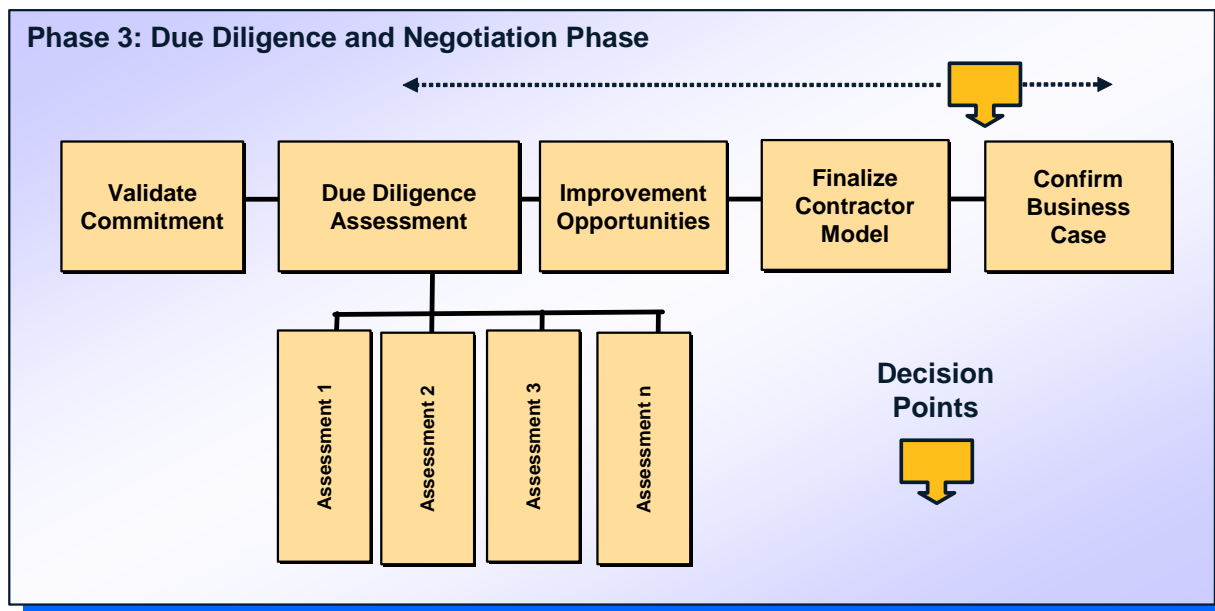 Phase 3: Due Diligence and Negotiation Phase
Validate
Commitment
Due Diligence
Assessment
Improvement
Opportunities
Finalize
Contractor
Model
Confirm
Business
Case
Assessment 1
Assessment 2
Assessment 3
Assessment n
Decision
Points